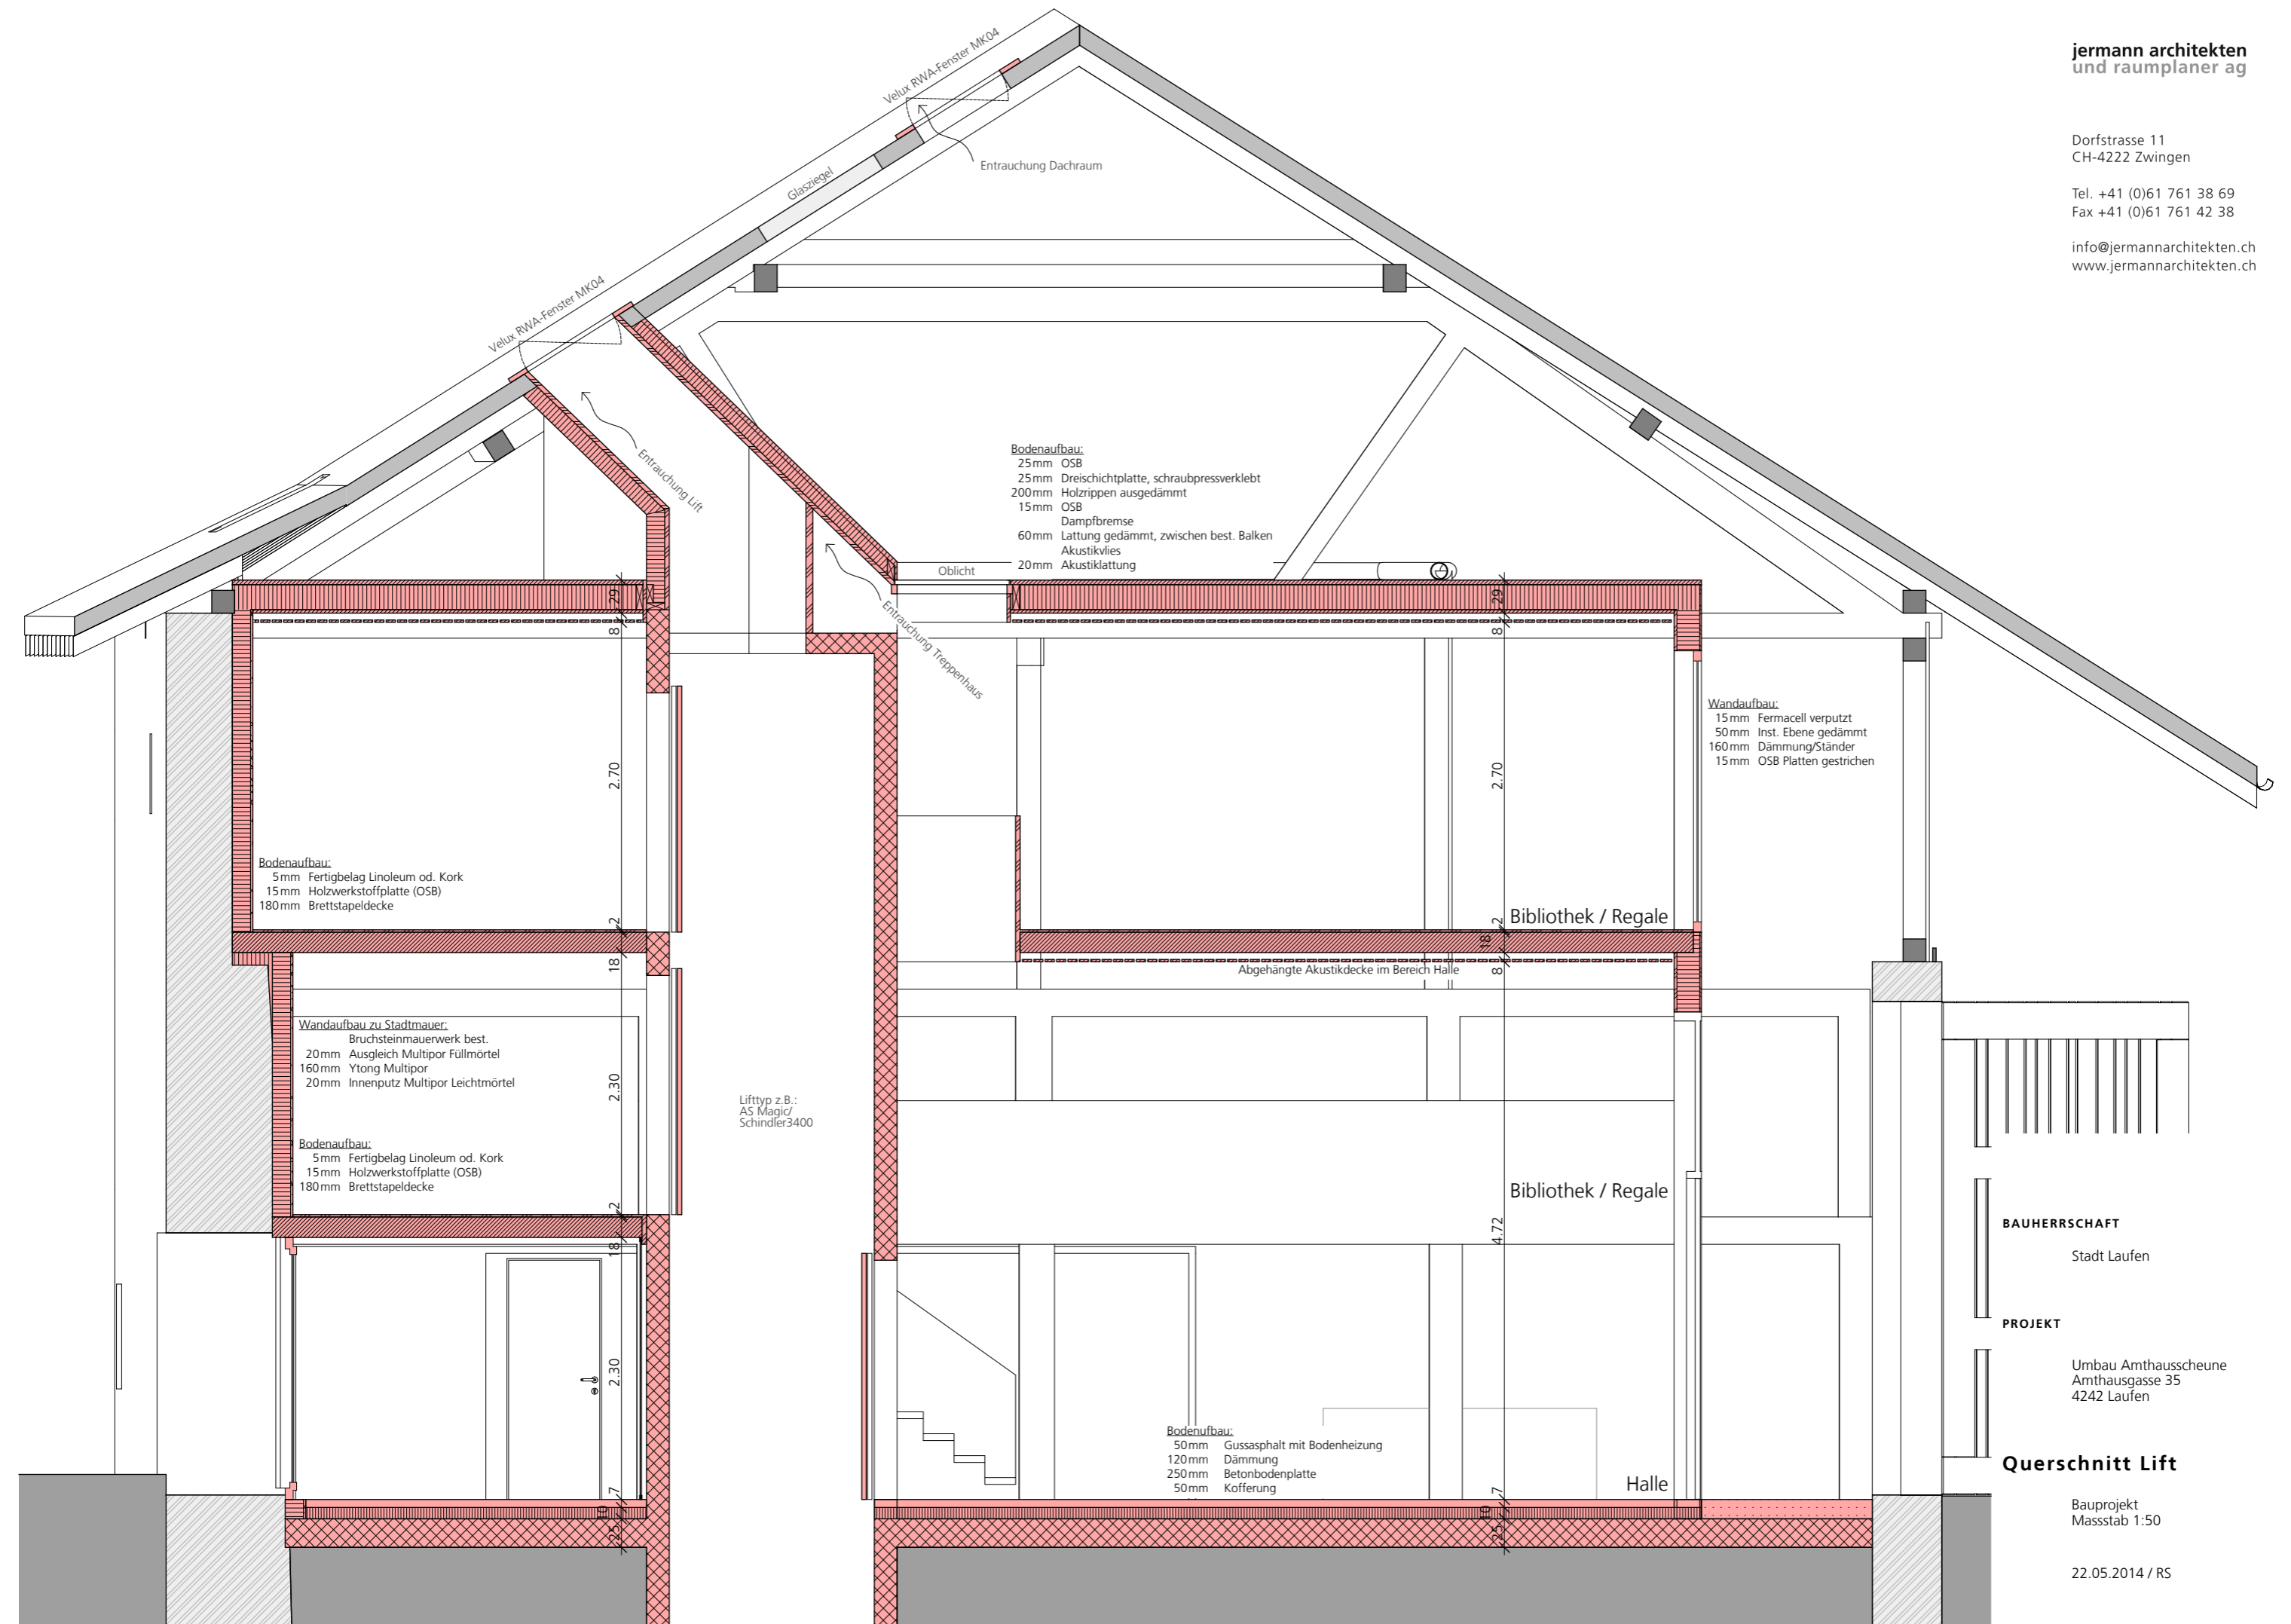 jermann architekten
und raumplaner ag
Dorfstrasse 11
CH-4222 Zwingen
Tel. +41 (0)61 761 38 69
Fax +41 (0)61 761 42 38
info@jermannarchitekten.ch
www.jermannarchitekten.ch
Velux RWA-Fenster MK04
Entrauchung Dachraum
Glasziegel
Velux RWA-Fenster MK04
Entrauchung Lift
Bodenaufbau:
25mm OSB
25mm Dreischichtplatte, schraubpressverklebt
200mm Holzrippen ausgedämmt
15mm OSB
Dampfbremse
60mm Lattung gedämmt, zwischen best. Balken
Akustikvlies
20mm Akustiklattung
Oblicht
Entrauchung Treppenhaus
29
8
2.70
2
18
2.30
2
18
2.30
7
10
25
29
8
2.70
2
18
8
4.72
7
10
25
Wandaufbau:
15mm Fermacell verputzt
50mm Inst. Ebene gedämmt
160mm Dämmung/Ständer
15mm OSB Platten gestrichen
Bodenaufbau:
5mm Fertigbelag Linoleum od. Kork
15mm Holzwerkstoffplatte (OSB)
180mm Brettstapeldecke
Bibliothek / Regale
Abgehängte Akustikdecke im Bereich Halle
Wandaufbau zu Stadtmauer:
Bruchsteinmauerwerk best.
20mm Ausgleich Multipor Füllmörtel
160mm Ytong Multipor
20mm Innenputz Multipor Leichtmörtel
Lifttyp z.B.:
AS Magic/
Schindler3400
Bodenaufbau:
5mm Fertigbelag Linoleum od. Kork
15mm Holzwerkstoffplatte (OSB)
180mm Brettstapeldecke
Bibliothek / Regale
Bodenufbau:
50mm Gussasphalt mit Bodenheizung
120mm Dämmung
250mm Betonbodenplatte
50mm Kofferung
Halle
BAUHERRSCHAFT
Stadt Laufen
PROJEKT
Umbau Amthausscheune
Amthausgasse 35
4242 Laufen
Querschnitt Lift
Bauprojekt
Massstab 1:50
22.05.2014 / RS